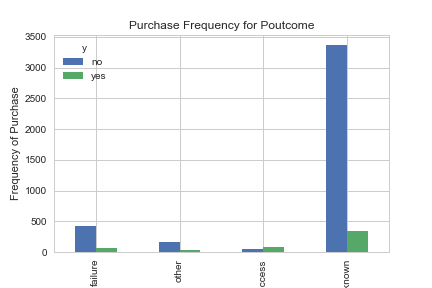 Purchase Frequency for Poutcome
y
no
yes
Frequency of Purchase
3500
3000
2500
2000
1500
1000
500
0
failure
other
ccess
known